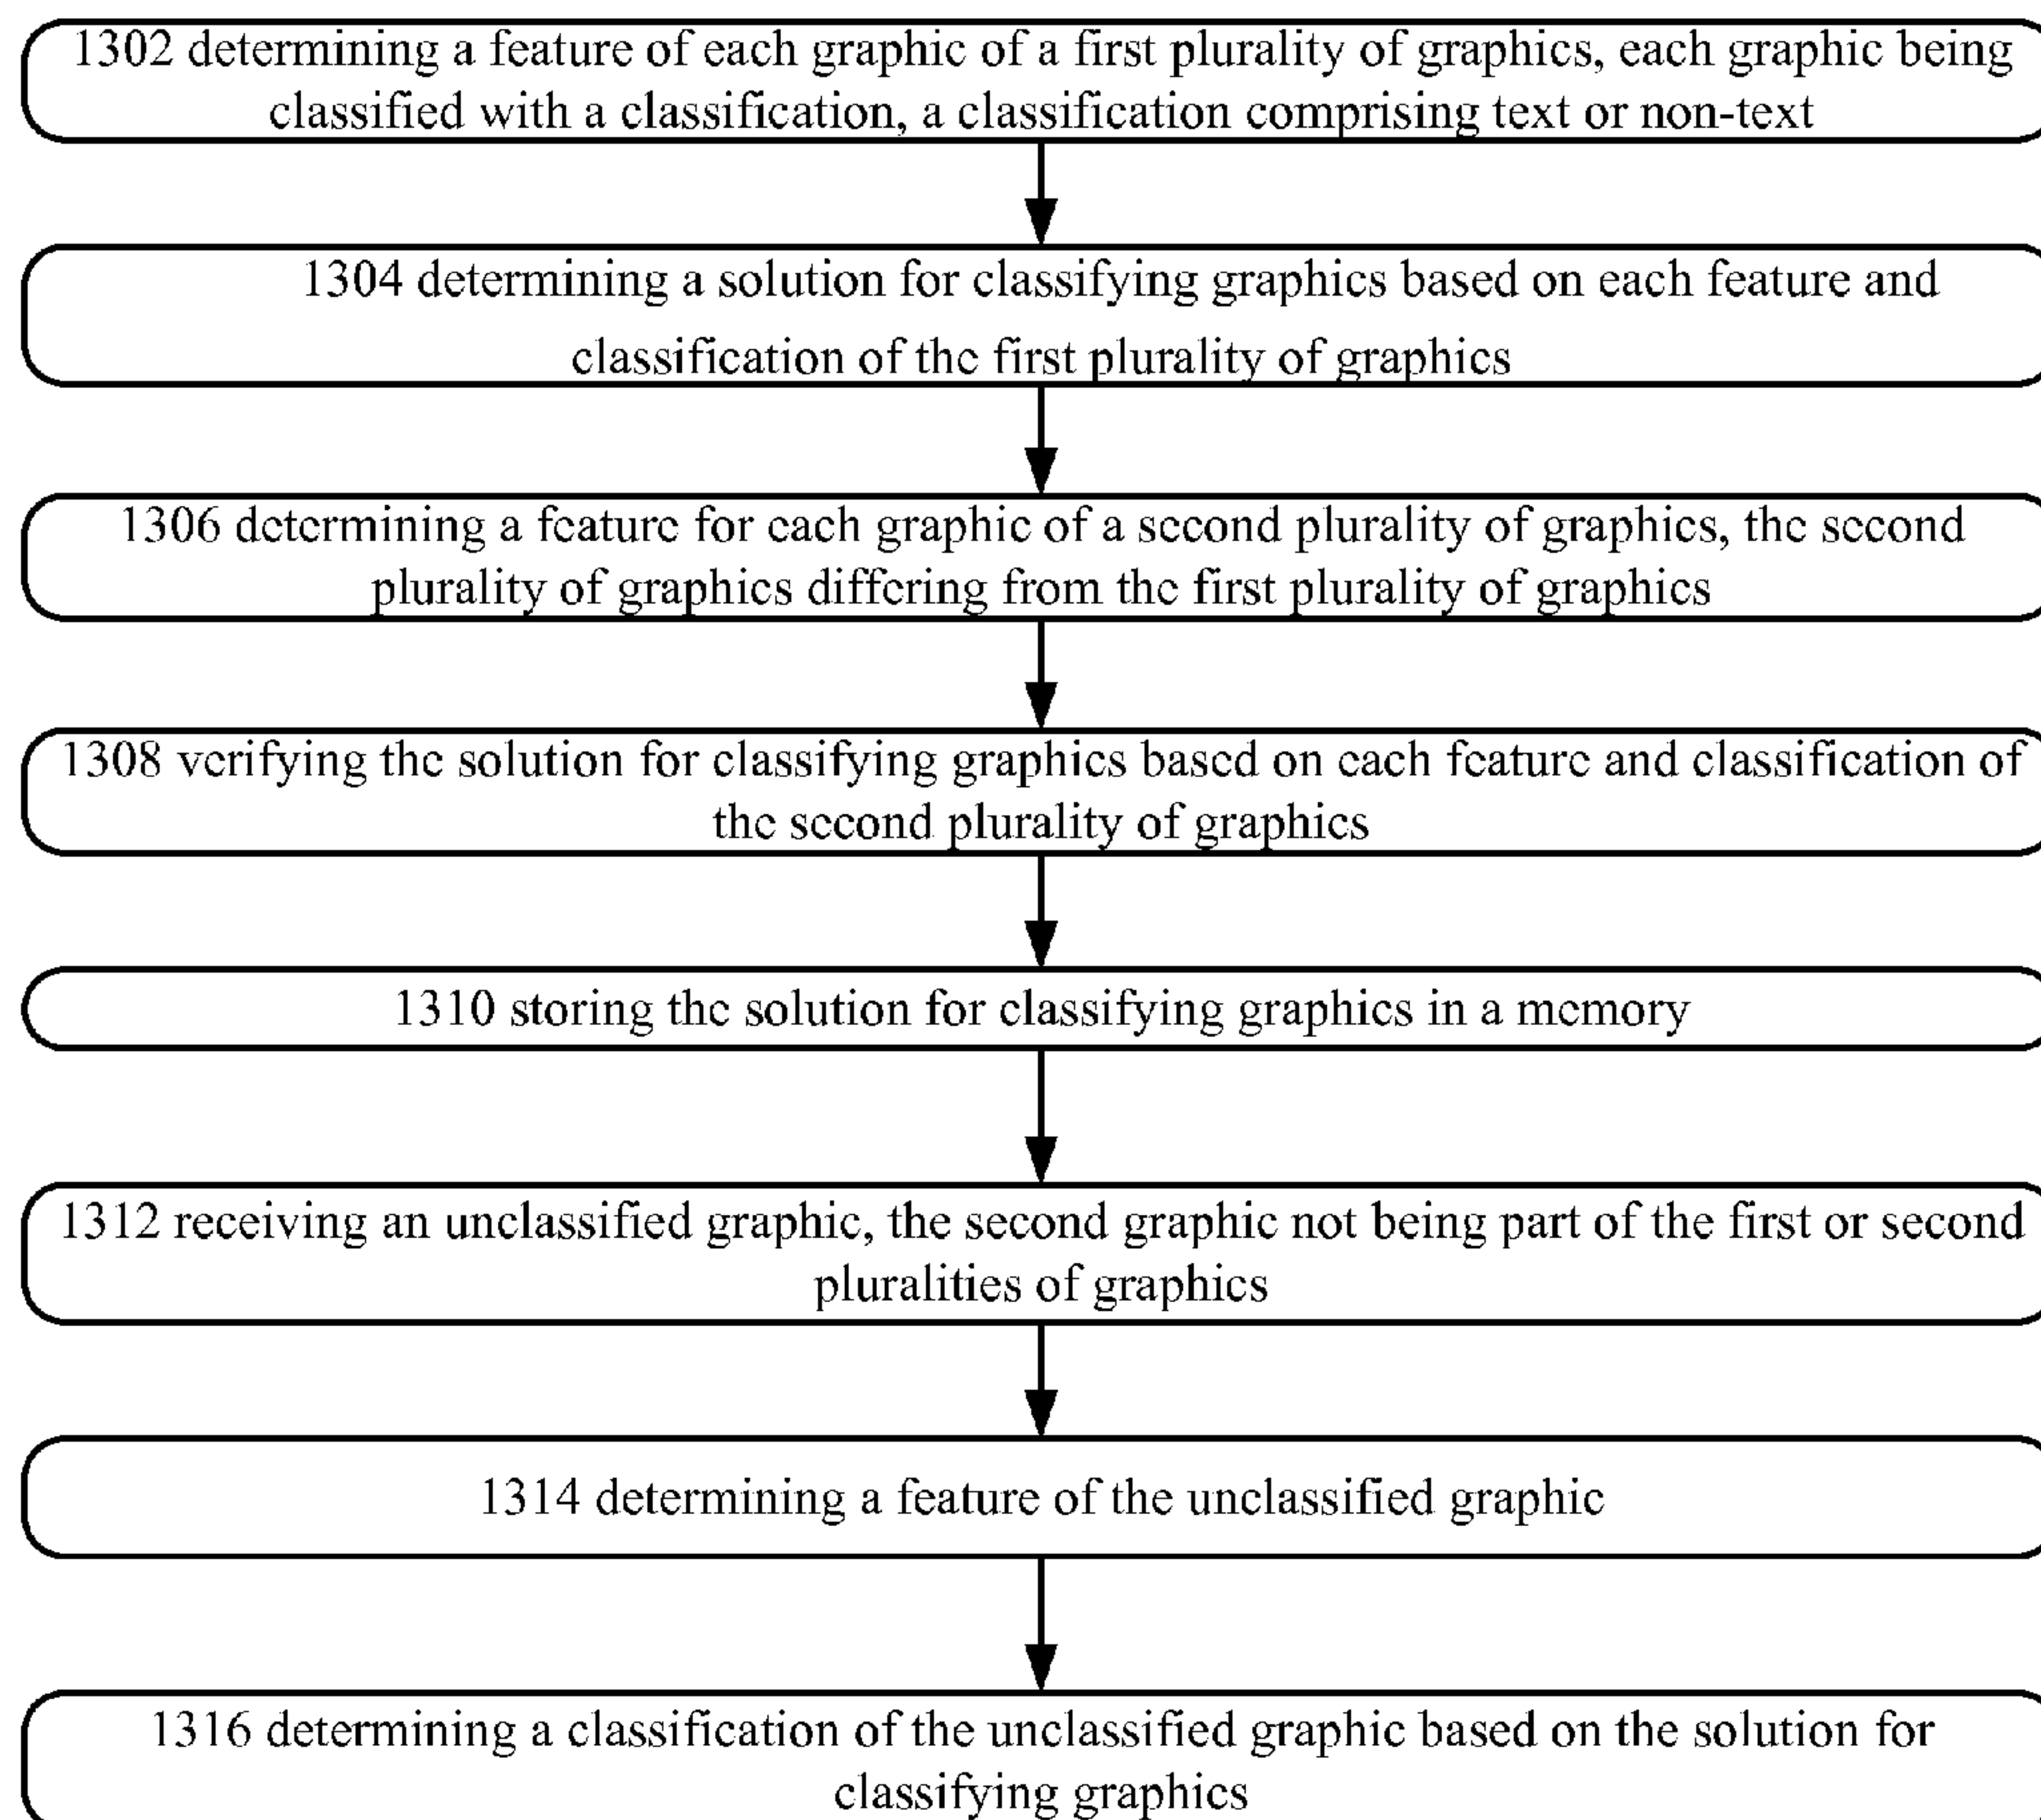 1302 determining a feature of each graphic of a first plurality of graphics, each graphic being
classified with a classification, a classification comprising text or non-text
1304 determining a solution for classifying graphics based on each feature and
classification of the first plurality of graphics
1306 determining a feature for each graphic of a second plurality of graphics, the second
plurality of graphics differing from the first plurality of graphics
1308 verifying the solution for classifying graphics based on each feature and classification of
the second plurality of graphics
1310 storing the solution for classifying graphics in a memory
1312 receiving an unclassified graphic, the second graphic not being part of the first or second
pluralities of graphics
1314 determining a feature of the unclassified graphic
1316 determining a classification of the unclassified graphic based on the solution for
classifying graphics